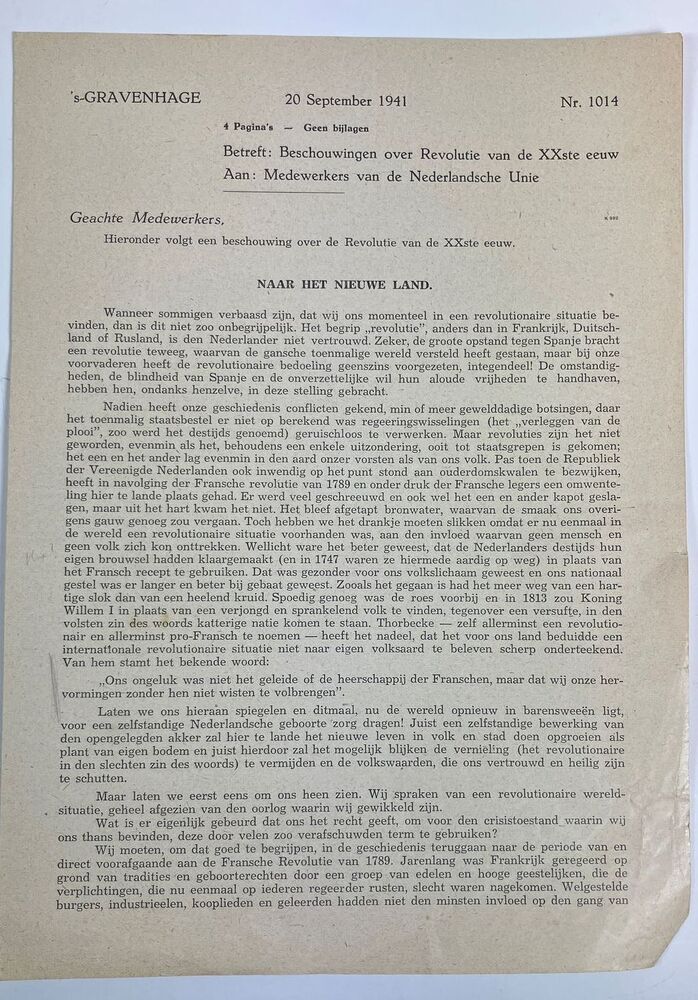 's-GRAVENHAGE 20 September 1941 Nr. 1014
4 Pagina's — Geen bijlagen
Betreft: Beschouwingen over Revolutie van de XXste eeuw
Aan: Medewerkers van de Nederlandsche Unie
Geachte Medewerkers,
Hieronder volgt een beschouwing over de Revolutie van de XXste eeuw.
NAAR HET NIEUWE LAND.
Wanneer sommigen verbaasd zijn, dat wij ons momenteel in een revolutionaire situatie be-
vinden, dan is dit niet zoo onbegrijpelijk. Het begrip „revolutie”, anders dan in Frankrijk, Duitsch-
land of Rusland, is den Nederlander niet vertrouwd. Zeker, de groote opstand tegen Spanje bracht
een revolutie teweeg, waarvan de gansche toenmalige wereld versteld heeft gestaan, maar bij onze
voorvaderen heeft de revolutionaire bedoeling geenszins voorgezeten, integendeel! De omstandig-
heden, de blindheid van Spanje en de onverzettelijke wil hun aloude vrijheden te handhaven,
hebben hen, ondanks henzelve, in deze stelling gebracht.
Nadien heeft onze geschiedenis conflicten gekend, min of meer gewelddadige botsingen, daar
het toenmalig staatsbestel er niet op berekend was regeeringswisselingen (het „verleggen van de
plooi”, zoo werd het destijds genoemd) geruischloos te verwerken. Maar revoluties zijn het niet
geworden, evenmin als het, behoudens een enkele uitzondering, ooit tot staatsgrepen is gekomen;
het een en het ander lag evenmin in den aard onzer vorsten als van ons volk. Pas toen de Republiek
der Vereenigde Nederlanden ook inwendig op het punt stond aan ouderdomskwalen te bezwijken,
heeft in navolging der Fransche revolutie van 1789 en onder druk der Fransche legers een omwente-
ling hier te lande plaats gehad. Er werd veel geschreeuwd en ook wel het een en ander kapot gesla-
gen, maar uit het hart kwam het niet. Het bleef afgetapt bronwater, waarvan de smaak ons overi-
gens gauw genoeg zou vergaan. Toch hebben we het drankje moeten slikken omdat er nu eenmaal in
de wereld een revolutionaire situatie voorhanden was, aan den invloed waarvan geen mensch en
geen volk zich kon onttrekken. Wellicht ware het beter geweest, dat de Nederlanders destijds hun
eigen brouwsel hadden klaargemaakt (en in 1747 waren ze hiermede aardig op weg) in plaats van
het Fransch recept te gebruiken. Dat was gezonder voor ons volkslichaam geweest en ons nationaal
gestel was er langer en beter bij gebaat geweest. Zooals het gegaan is had het meer weg van een har-
tige slok dan van een heelend kruid. Spoedig genoeg was de roes voorbij en in 1813 zou Koning
Willem I in plaats van een verjongd en sprankelend volk te vinden, tegenover een versufte, in den
volsten zin des woords katterige natie komen te staan. Thorbecke — zelf allerminst een revolutio-
nair en allerminst pro-Fransch te noemen — heeft het nadeel, dat het voor ons land beduidde een
internationale revolutionaire situatie niet naar eigen volksaard te beleven scherp onderteekend.
Van hem stamt het bekende woord:
„Ons ongeluk was niet het geleide of de heerschappij der Franschen, maar dat wij onze her-
vormingen zonder hen niet wisten te volbrengen”.
Laten we ons hieraan spiegelen en ditmaal, nu de wereld opnieuw in barensweeën ligt,
voor een zelfstandige Nederlandsche geboorte zorg dragen! Juist een zelfstandige bewerking van
den opengelegden akker zal hier te lande het nieuwe leven in volk en stad doen opgroeien als
plant van eigen bodem en juist hierdoor zal het mogelijk blijken de vernieling (het revolutionaire
in den slechten zin des woords) te vermijden en de volkswaarden, die ons vertrouwd en heilig zijn
te schutten.
Maar laten we eerst eens om ons heen zien. Wij spraken van een revolutionaire wereld-
situatie, geheel afgezien van den oorlog waarin wij gewikkeld zijn.
Wat is er eigenlijk gebeurd dat ons het recht geeft, om voor den crisistoestand waarin wij
ons thans bevinden, deze door velen zoo verafschuwden term te gebruiken?
Wij moeten, om dat goed te begrijpen, in de geschiedenis teruggaan naar de periode van en
direct voorafgaande aan de Fransche Revolutie van 1789. Jarenlang was Frankrijk geregeerd op
grond van tradities en geboorterechten door een groep van edelen en hooge geestelijken, die de
verplichtingen, die nu eenmaal op iederen regeerder rusten, slecht waren nagekomen. Welgestelde
burgers, industrieelen, kooplieden en geleerden hadden niet den minsten invloed op den gang van